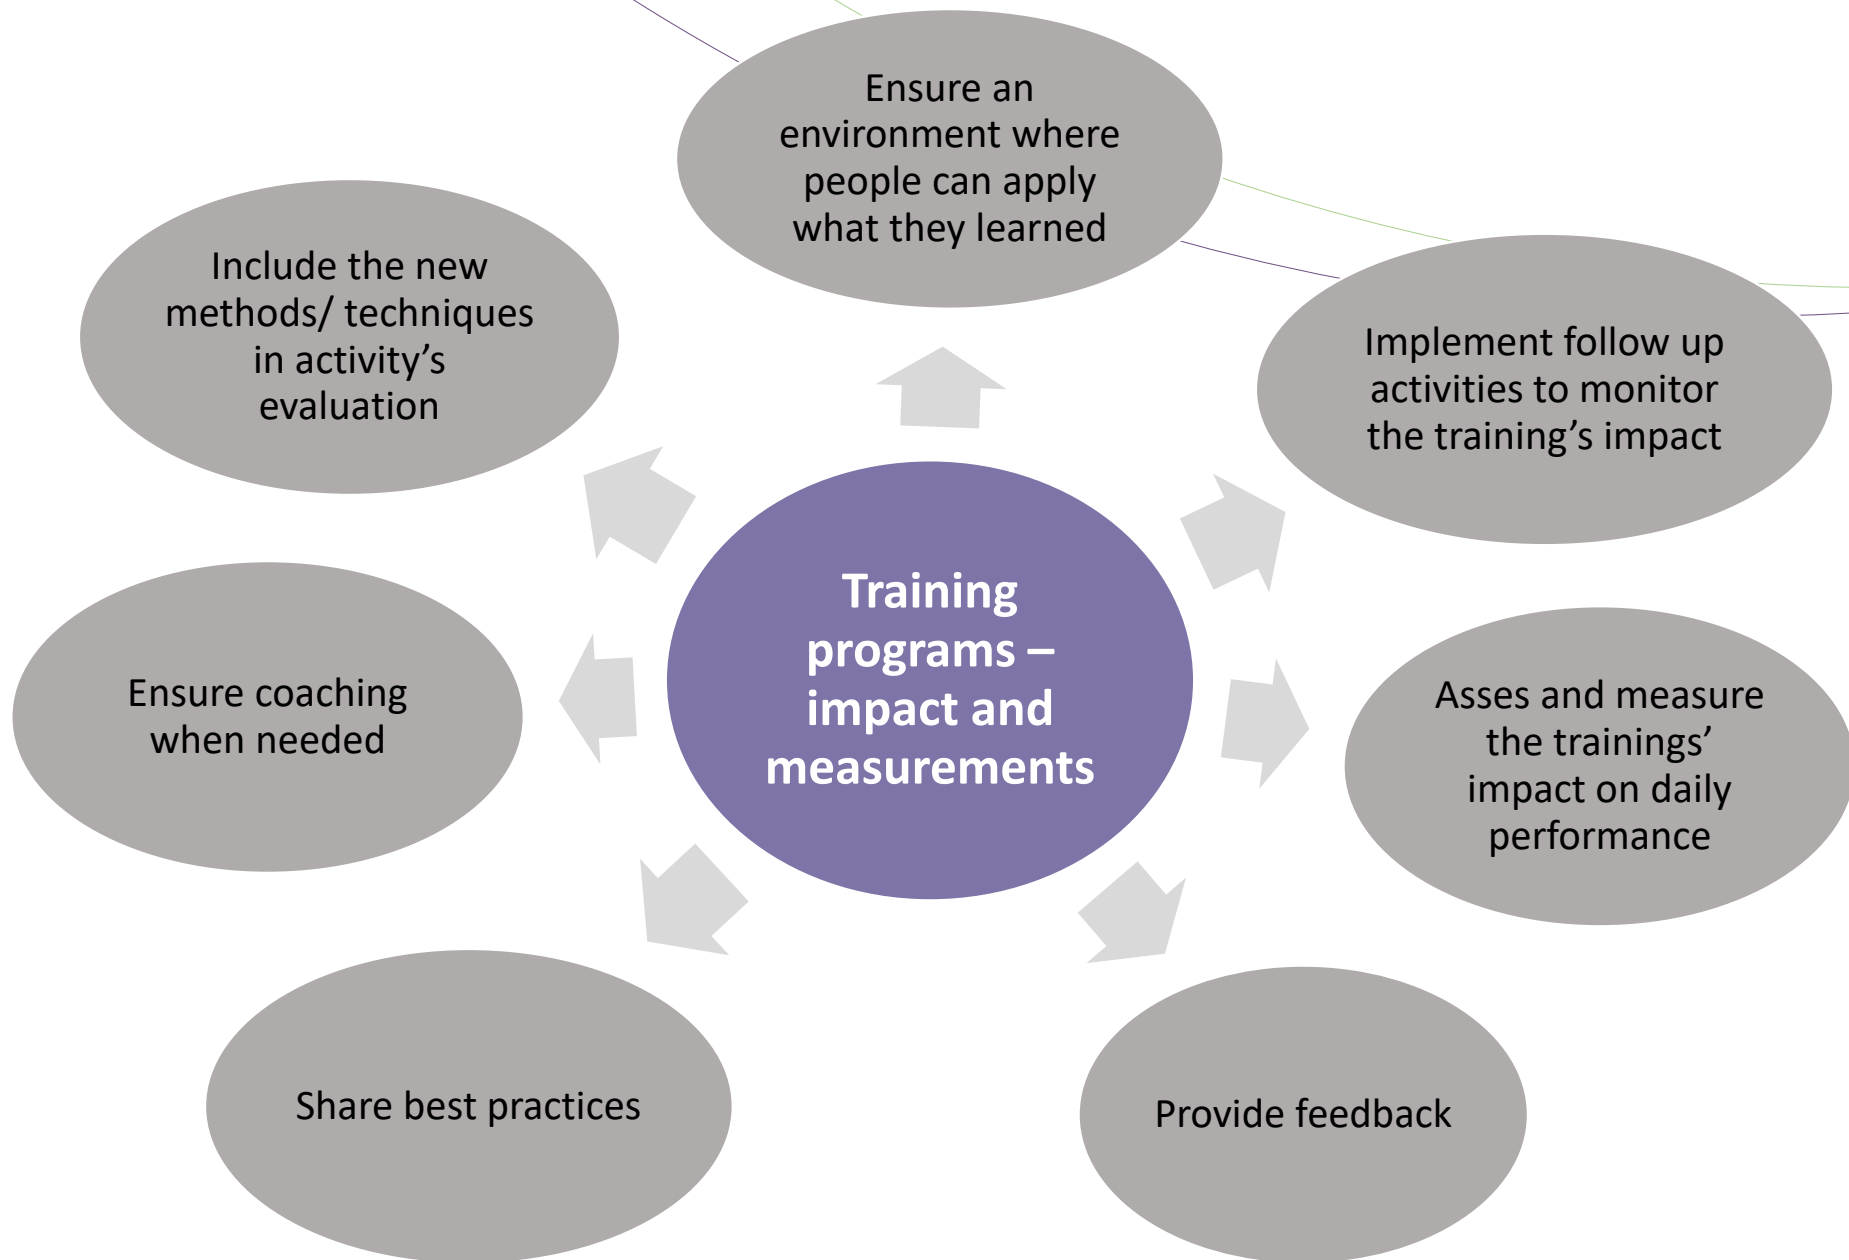 Ensure an
environment where
people can apply
what they learned
Include the new
methods/ techniques
in activity’s
evaluation
Implement follow up
activities to monitor
the training’s impact
Training
programs –
impact and
measurements
Ensure coaching
when needed
Asses and measure
the trainings’
impact on daily
performance
Share best practices
Provide feedback